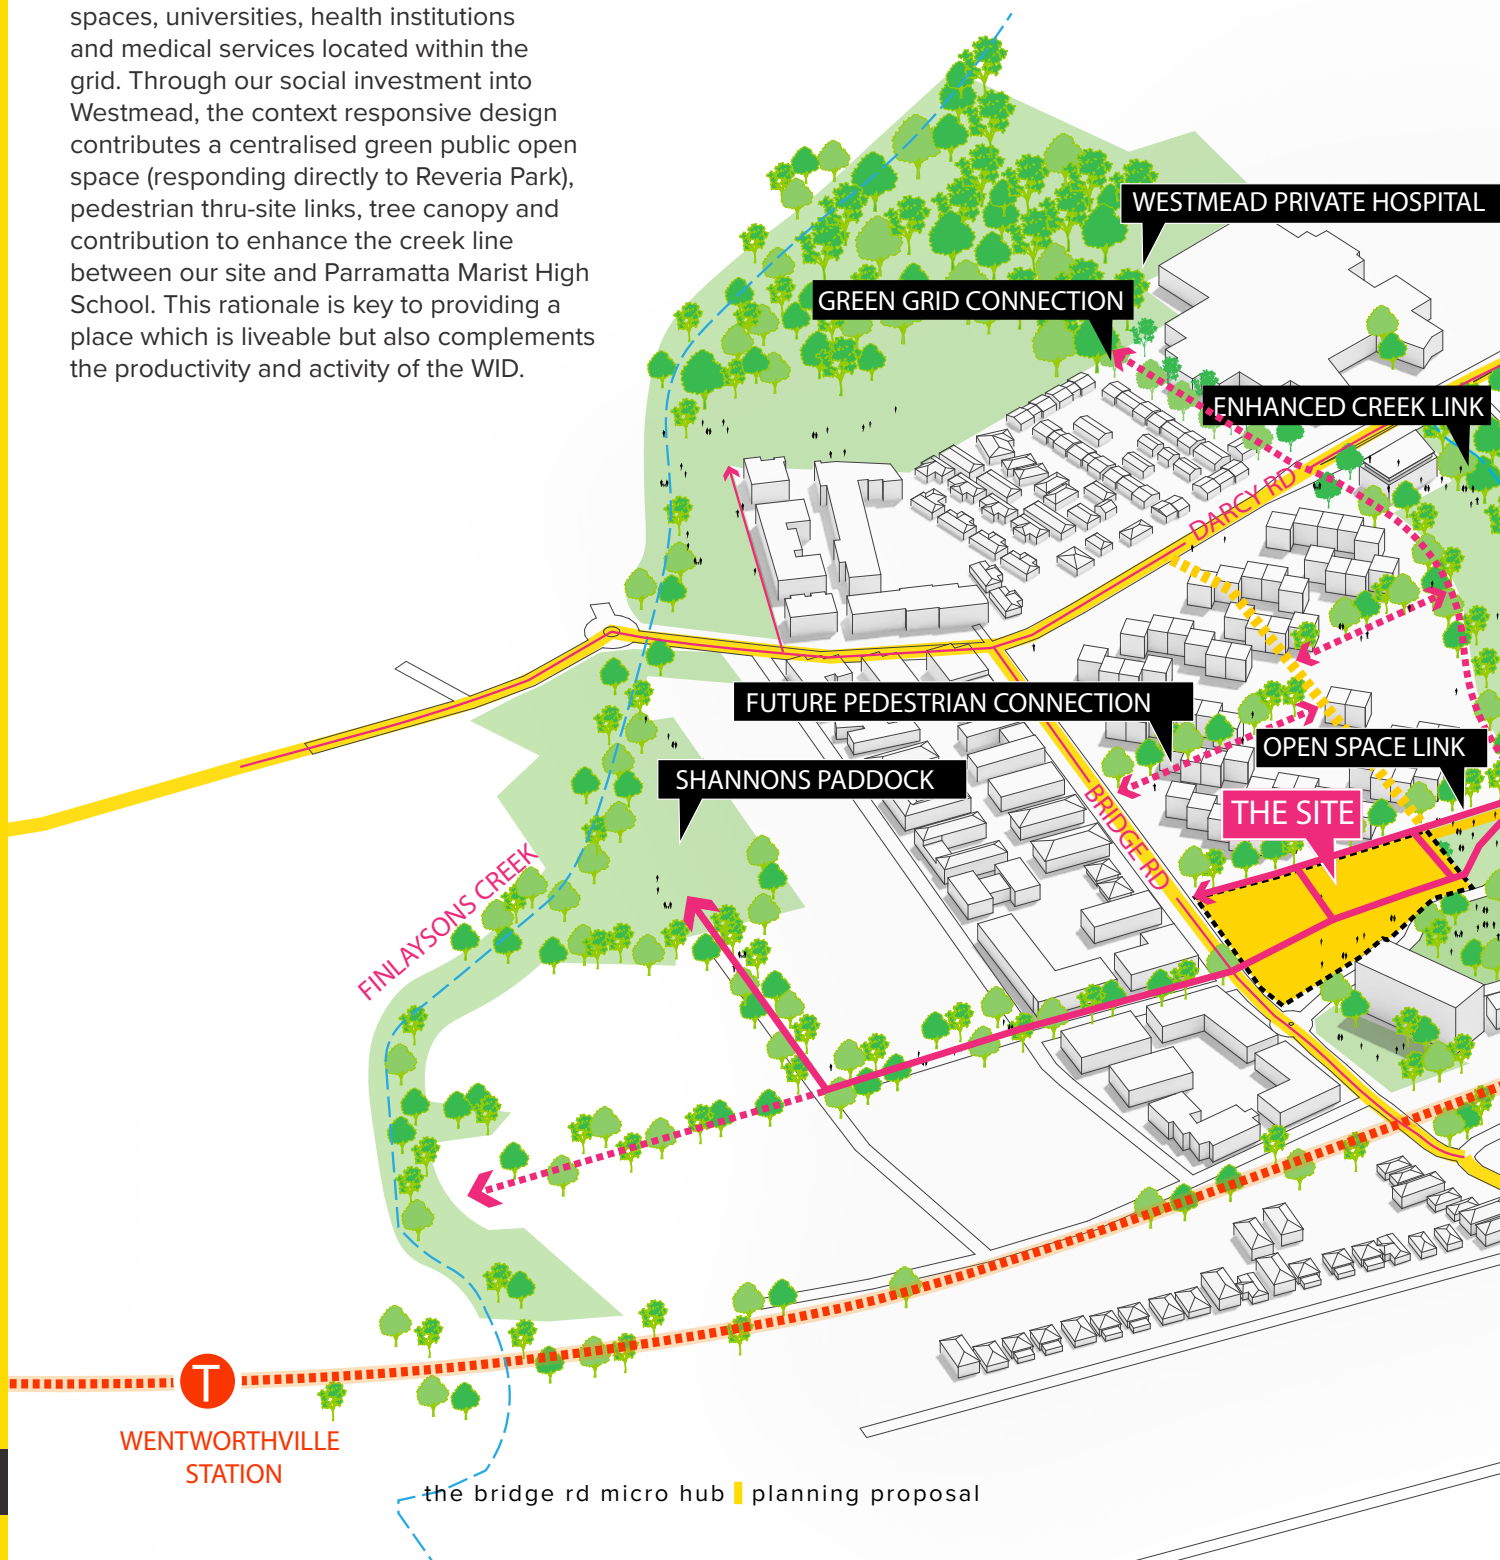 spaces, universities, health institutions
and medical services located within the
grid. Through our social investment into
Westmead, the context responsive design
contributes a centralised green public open
space (responding directly to Reveria Park),
pedestrian thru-site links, tree canopy and
contribution to enhance the creek line
between our site and Parramatta Marist High
School. This rationale is key to providing a
place which is liveable but also complements
the productivity and activity of the WID.
WESTMEAD PRIVATE HOSPITAL
GREEN GRID CONNECTION
ENHANCED CREEK LINK
DARCY RD
FUTURE PEDESTRIAN CONNECTION
OPEN SPACE LINK
SHANNONS PADDOCK
THE SITE
BRIDGE RD
FINLAYSONS CREEK
T
WENTWORTHVILLE
STATION
the bridge rd micro hub planning proposal